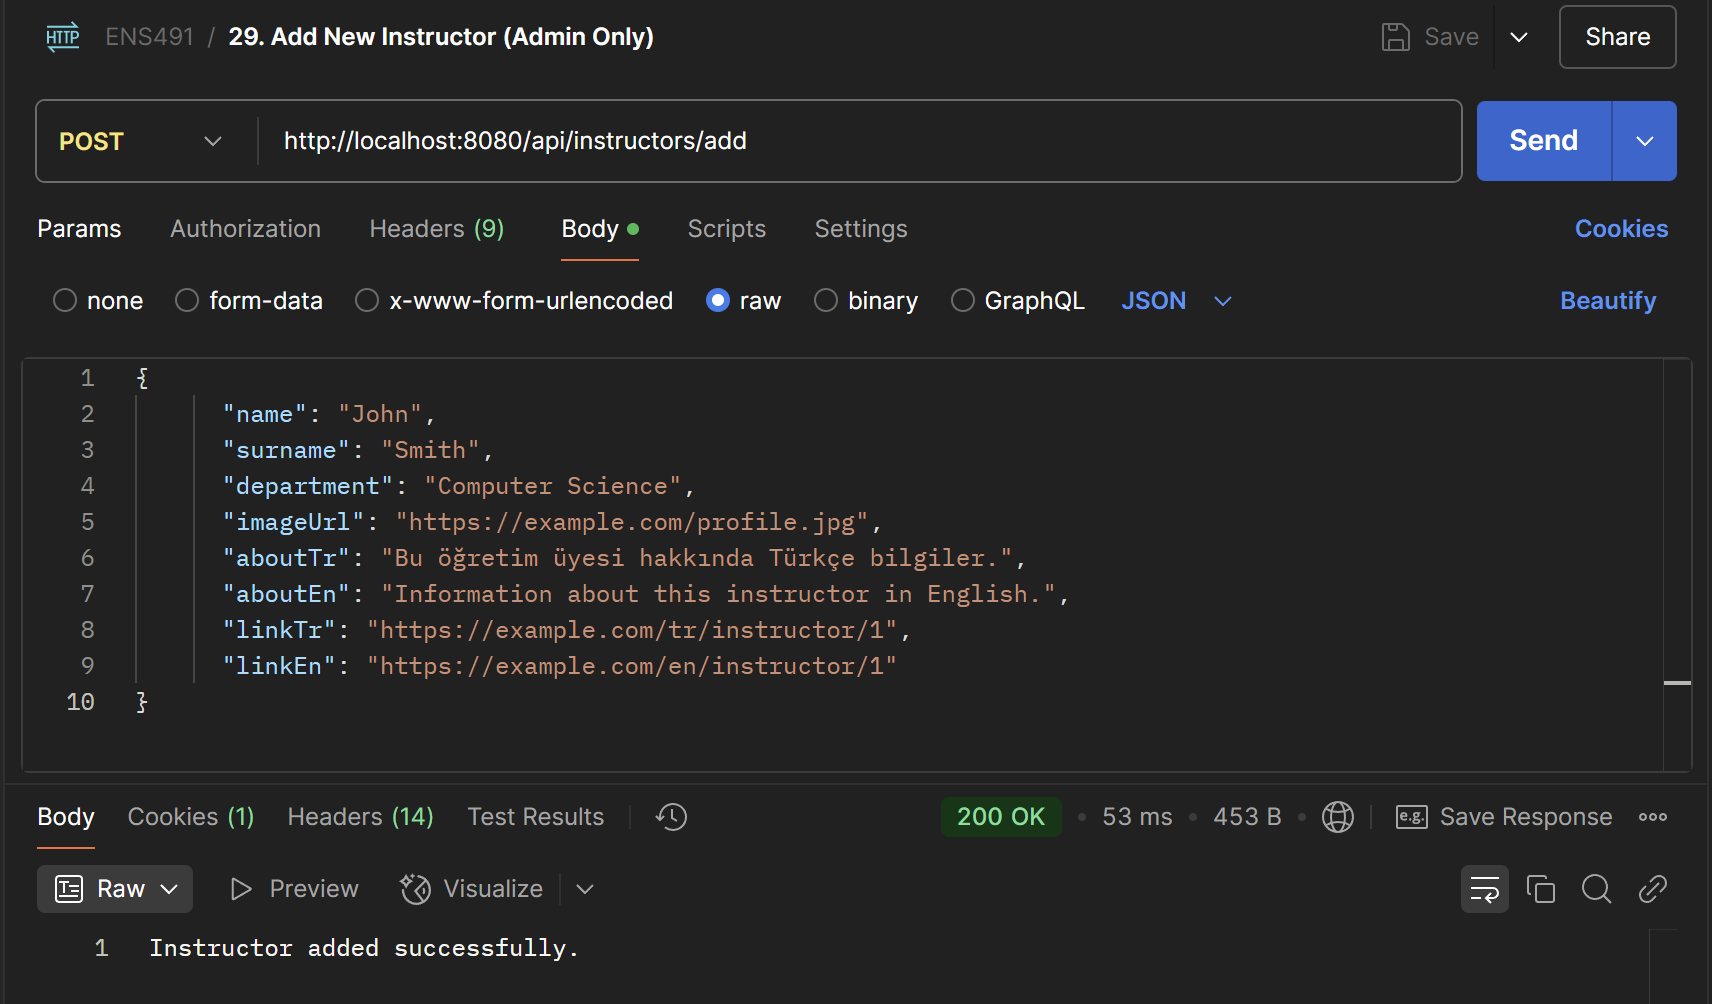 HTTP ENS491 / 29. Add New Instructor (Admin Only) Save Share
POST http://localhost:8080/api/instructors/add Send
Params Authorization Headers (9) Body Scripts Settings Cookies
none form-data x-www-form-urlencoded raw binary GraphQL JSON Beautify
1 {
2 "name": "John",
3 "surname": "Smith",
4 "department": "Computer Science",
5 "imageUrl": "https://example.com/profile.jpg",
6 "aboutTr": "Bu öğretim üyesi hakkında Türkçe bilgiler.",
7 "aboutEn": "Information about this instructor in English.",
8 "linkTr": "https://example.com/tr/instructor/1",
9 "linkEn": "https://example.com/en/instructor/1"
10 }
Body Cookies (1) Headers (14) Test Results 200 OK • 53 ms • 453 B • e.g. Save Response
Raw Preview Visualize
1 Instructor added successfully.